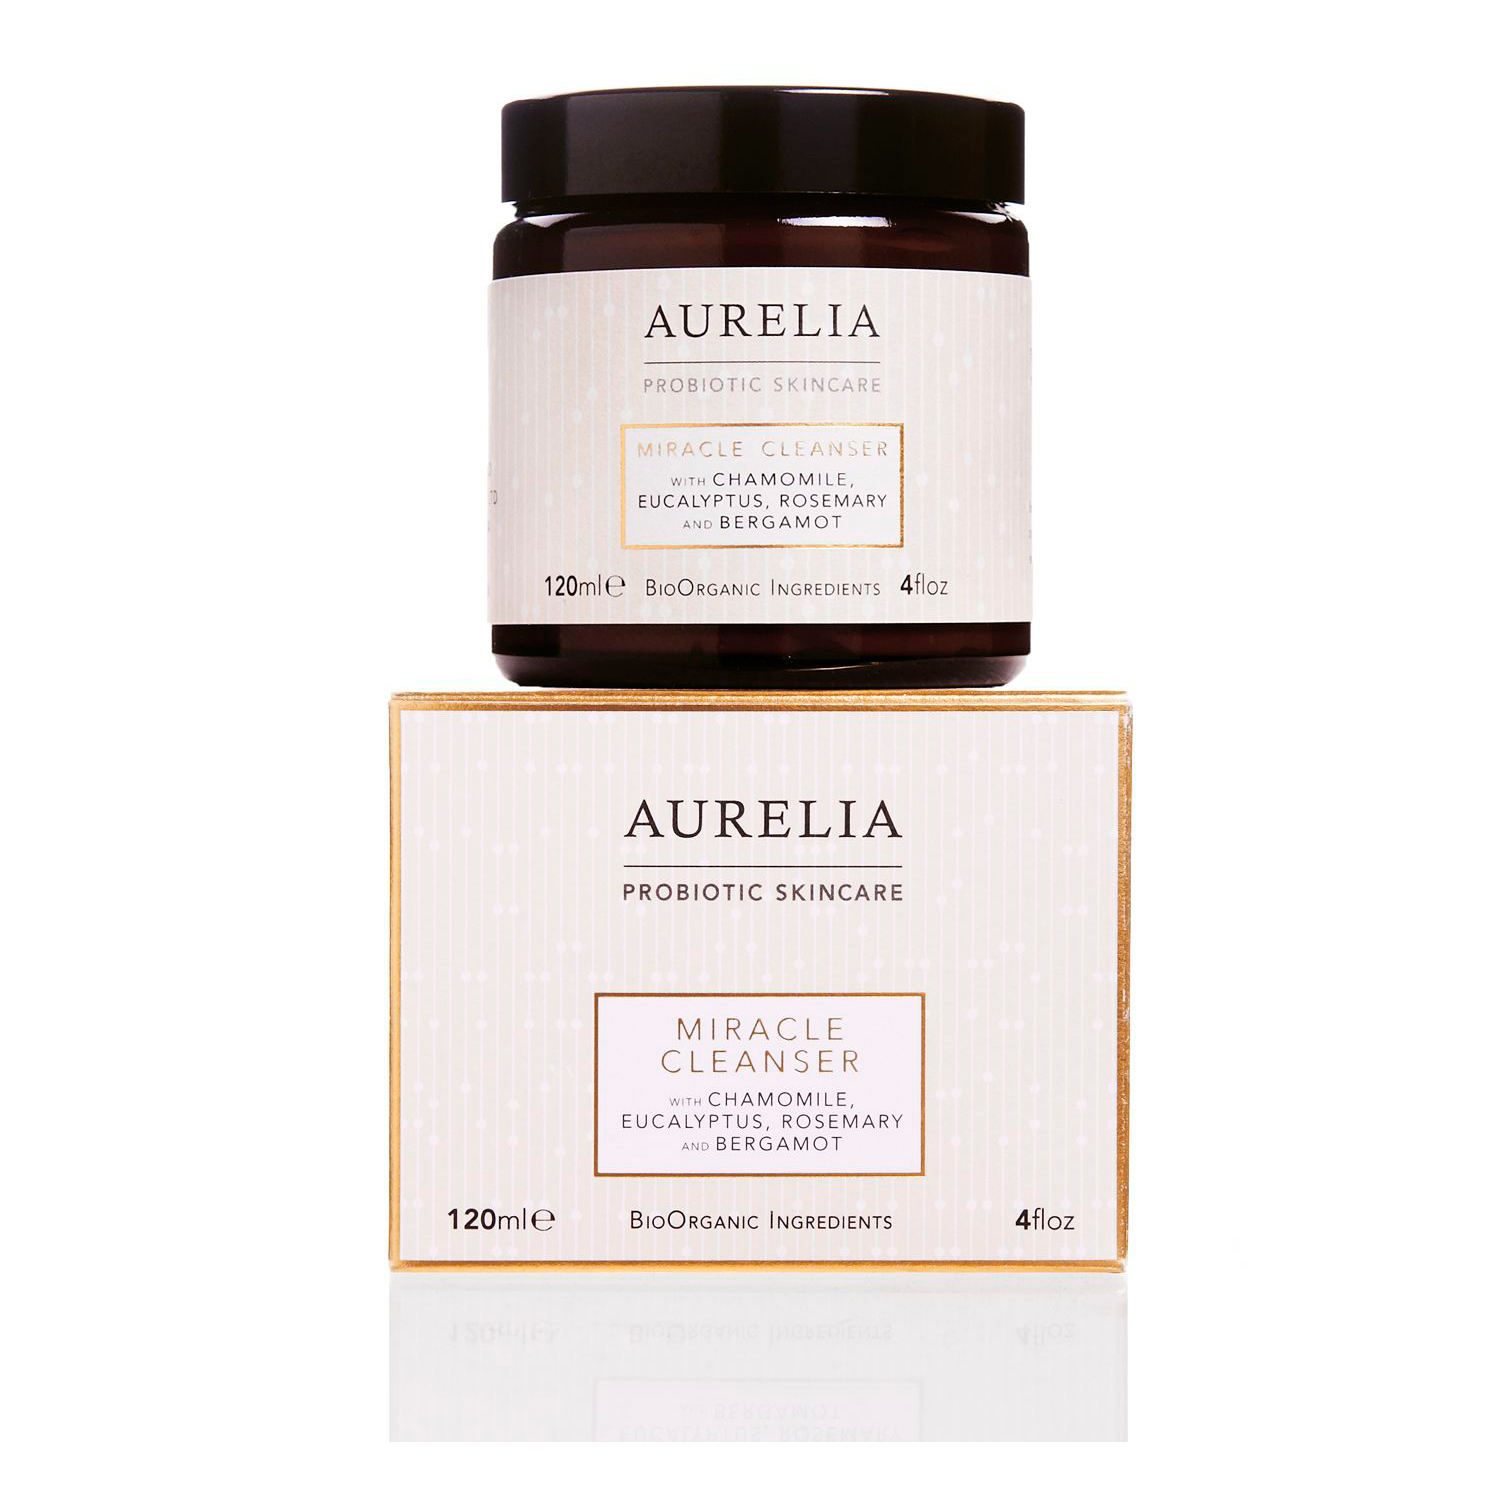 AURELIA
PROBIOTIC SKINCARE
MIRACLE CLEANSER
WITH CHAMOMILE,
EUCALYPTUS, ROSEMARY
AND BERGAMOT
120ml℮ BIOORGANIC INGREDIENTS 4floz
AURELIA
PROBIOTIC SKINCARE
MIRACLE
CLEANSER
WITH CHAMOMILE,
EUCALYPTUS, ROSEMARY
AND BERGAMOT
120ml℮ BIOORGANIC INGREDIENTS 4floz